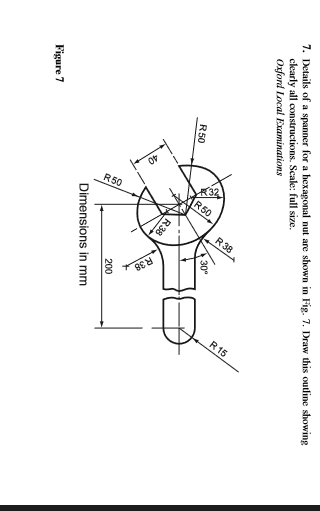 7. Details of a spanner for a hexagonal nut are shown in Fig. 7. Draw this outline showing
clearly all constructions. Scale: full size.
Oxford Local Examinations
R50
40
R32
R50
R50
R38
R38
30°
R38
200
R15
Dimensions in mm
Figure 7